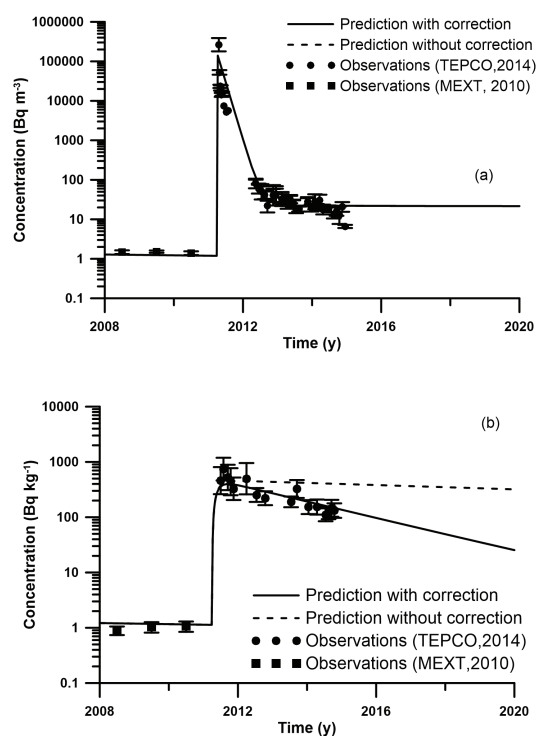 Prediction with correction
Prediction without correction
Observations (TEPCO,2014)
Observations (MEXT, 2010)
Concentration (Bq m-3)
1000000
100000
10000
1000
100
10
1
0.1
(a)
2008 2012 2016 2020
Time (y)
(b)
Concentration (Bq kg-1)
10000
1000
100
10
1
0.1
Prediction with correction
Prediction without correction
Observations (TEPCO,2014)
Observations (MEXT,2010)
2008 2012 2016 2020
Time (y)